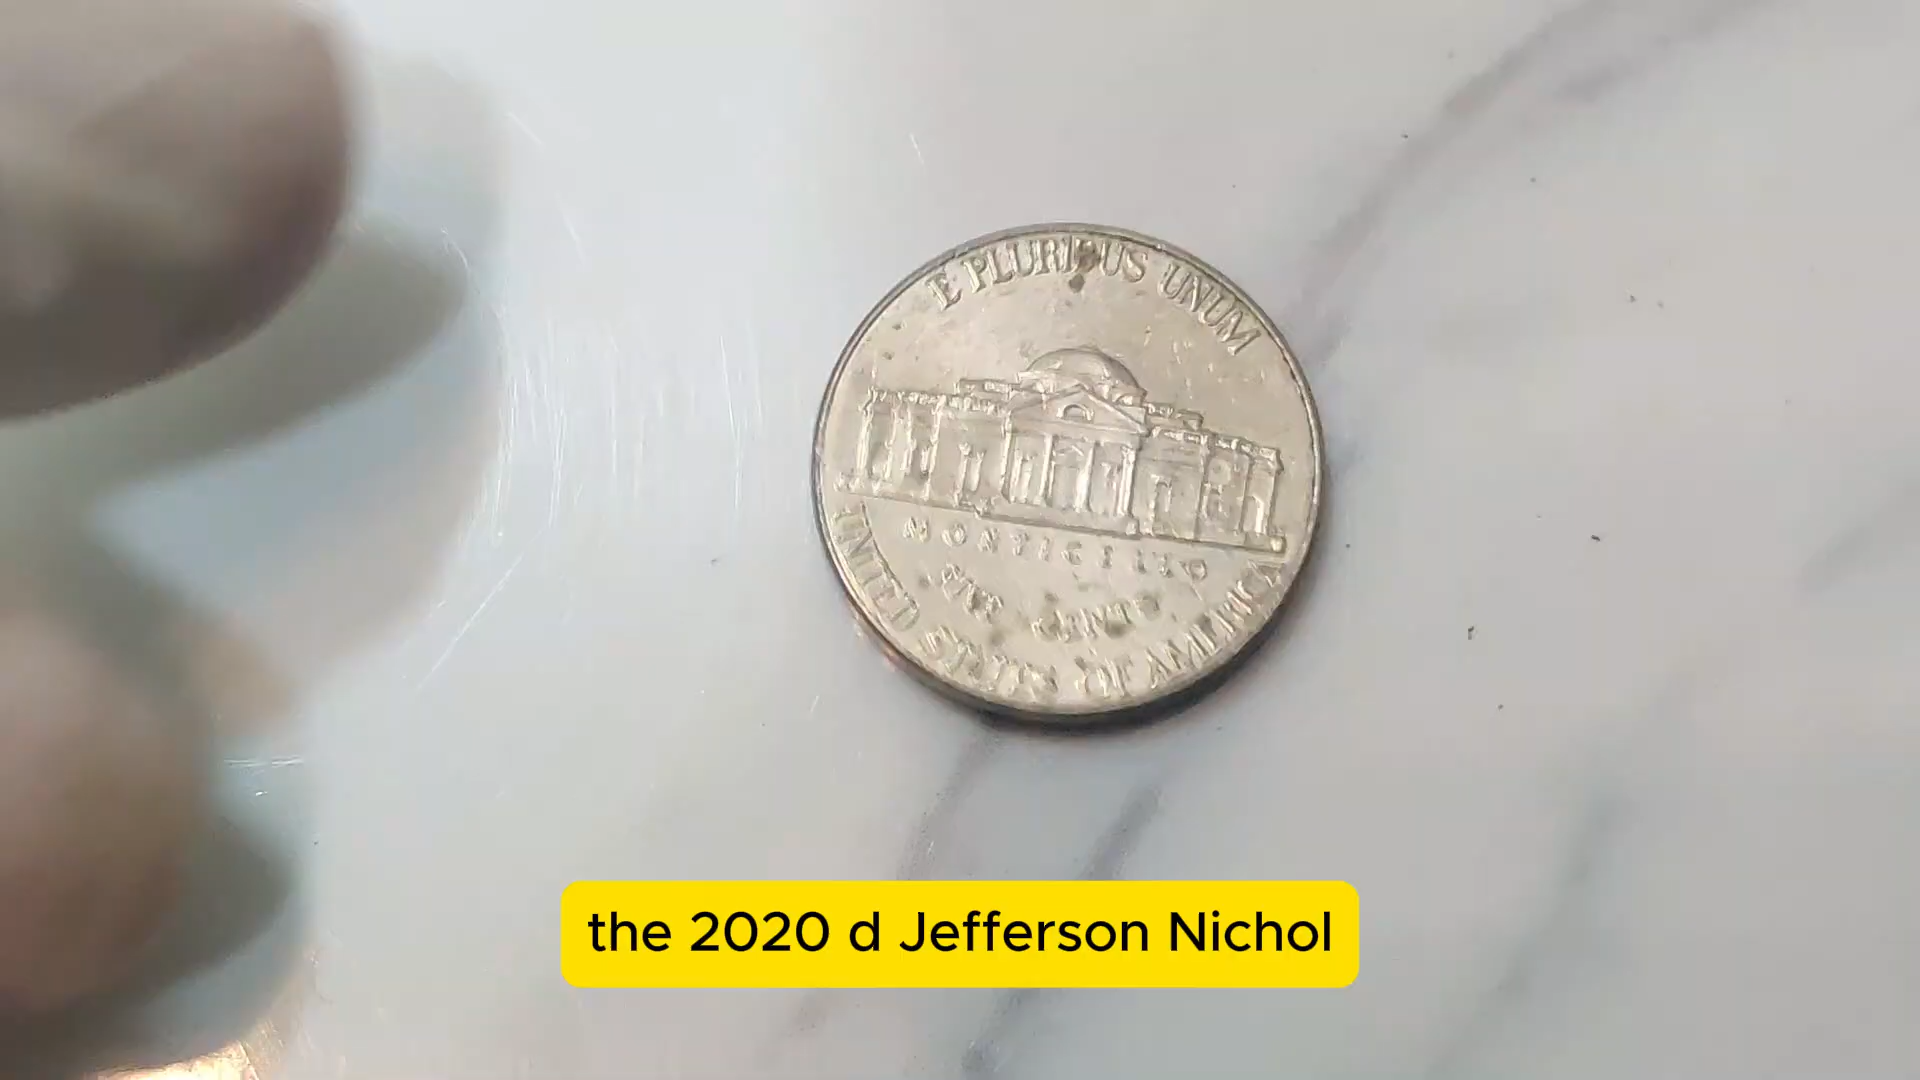 E PLURIBUS UNUM
MONTICELLO
FIVE CENTS
UNITED STATES OF AMERICA
the 2020 d Jefferson Nichol